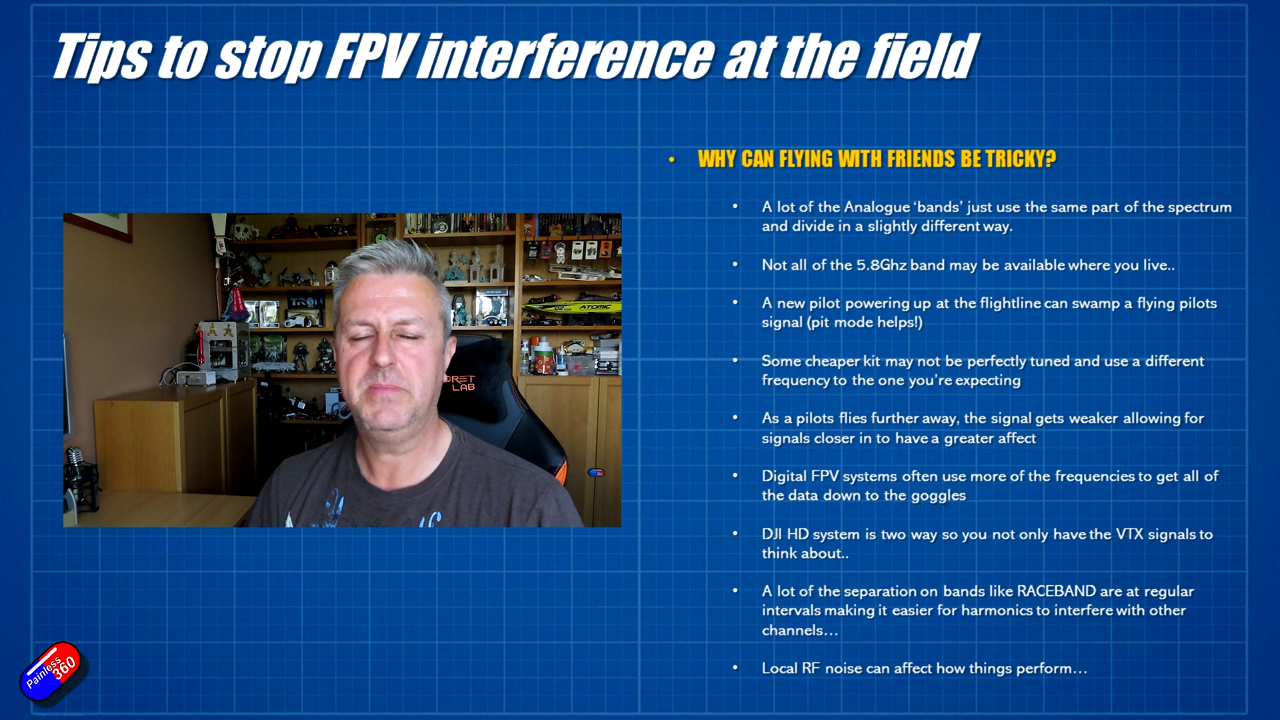 Tips to stop FPV interference at the field
• WHY CAN FLYING WITH FRIENDS BE TRICKY?
• A lot of the Analogue ‘bands’ just use the same part of the spectrum
and divide in a slightly different way.
• Not all of the 5.8Ghz band may be available where you live..
• A new pilot powering up at the flightline can swamp a flying pilots
signal (pit mode helps!)
• Some cheaper kit may not be perfectly tuned and use a different
frequency to the one you’re expecting
• As a pilots flies further away, the signal gets weaker allowing for
signals closer in to have a greater affect
• Digital FPV systems often use more of the frequencies to get all of
the data down to the goggles
• DJI HD system is two way so you not only have the VTX signals to
think about..
• A lot of the separation on bands like RACEBAND are at regular
intervals making it easier for harmonics to interfere with other
channels…
• Local RF noise can affect how things perform…
TRON
ATOMIC
CRET
LAB
Painless
360